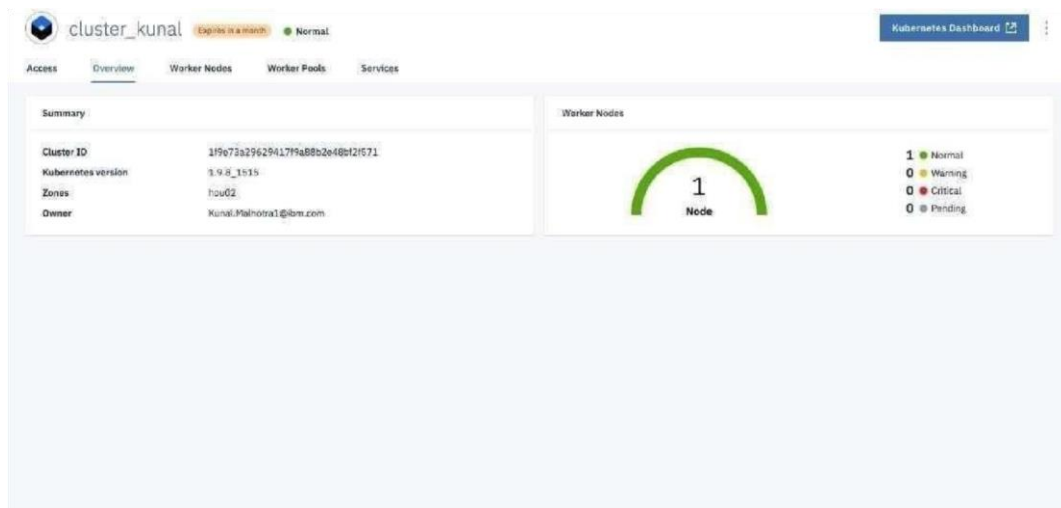 cluster_kunal Expires in a month Normal
Kubernetes Dashboard
Access Overview Worker Nodes Worker Pools Services
Summary
Cluster ID
Kubernetes version 1.9.8_1515
Zones hou02
Owner Kunal.Malhotra1@ibm.com
Worker Nodes
1
Node
1 Normal
0 Warning
0 Critical
0 Pending